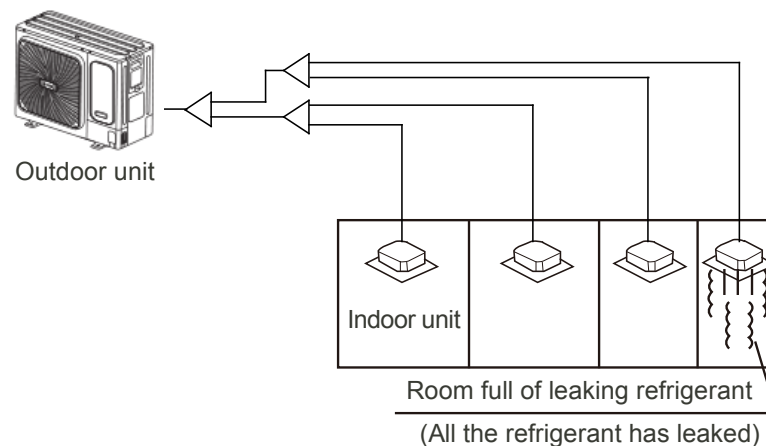 Outdoor unit
Indoor unit
Room full of leaking refrigerant
(All the refrigerant has leaked)